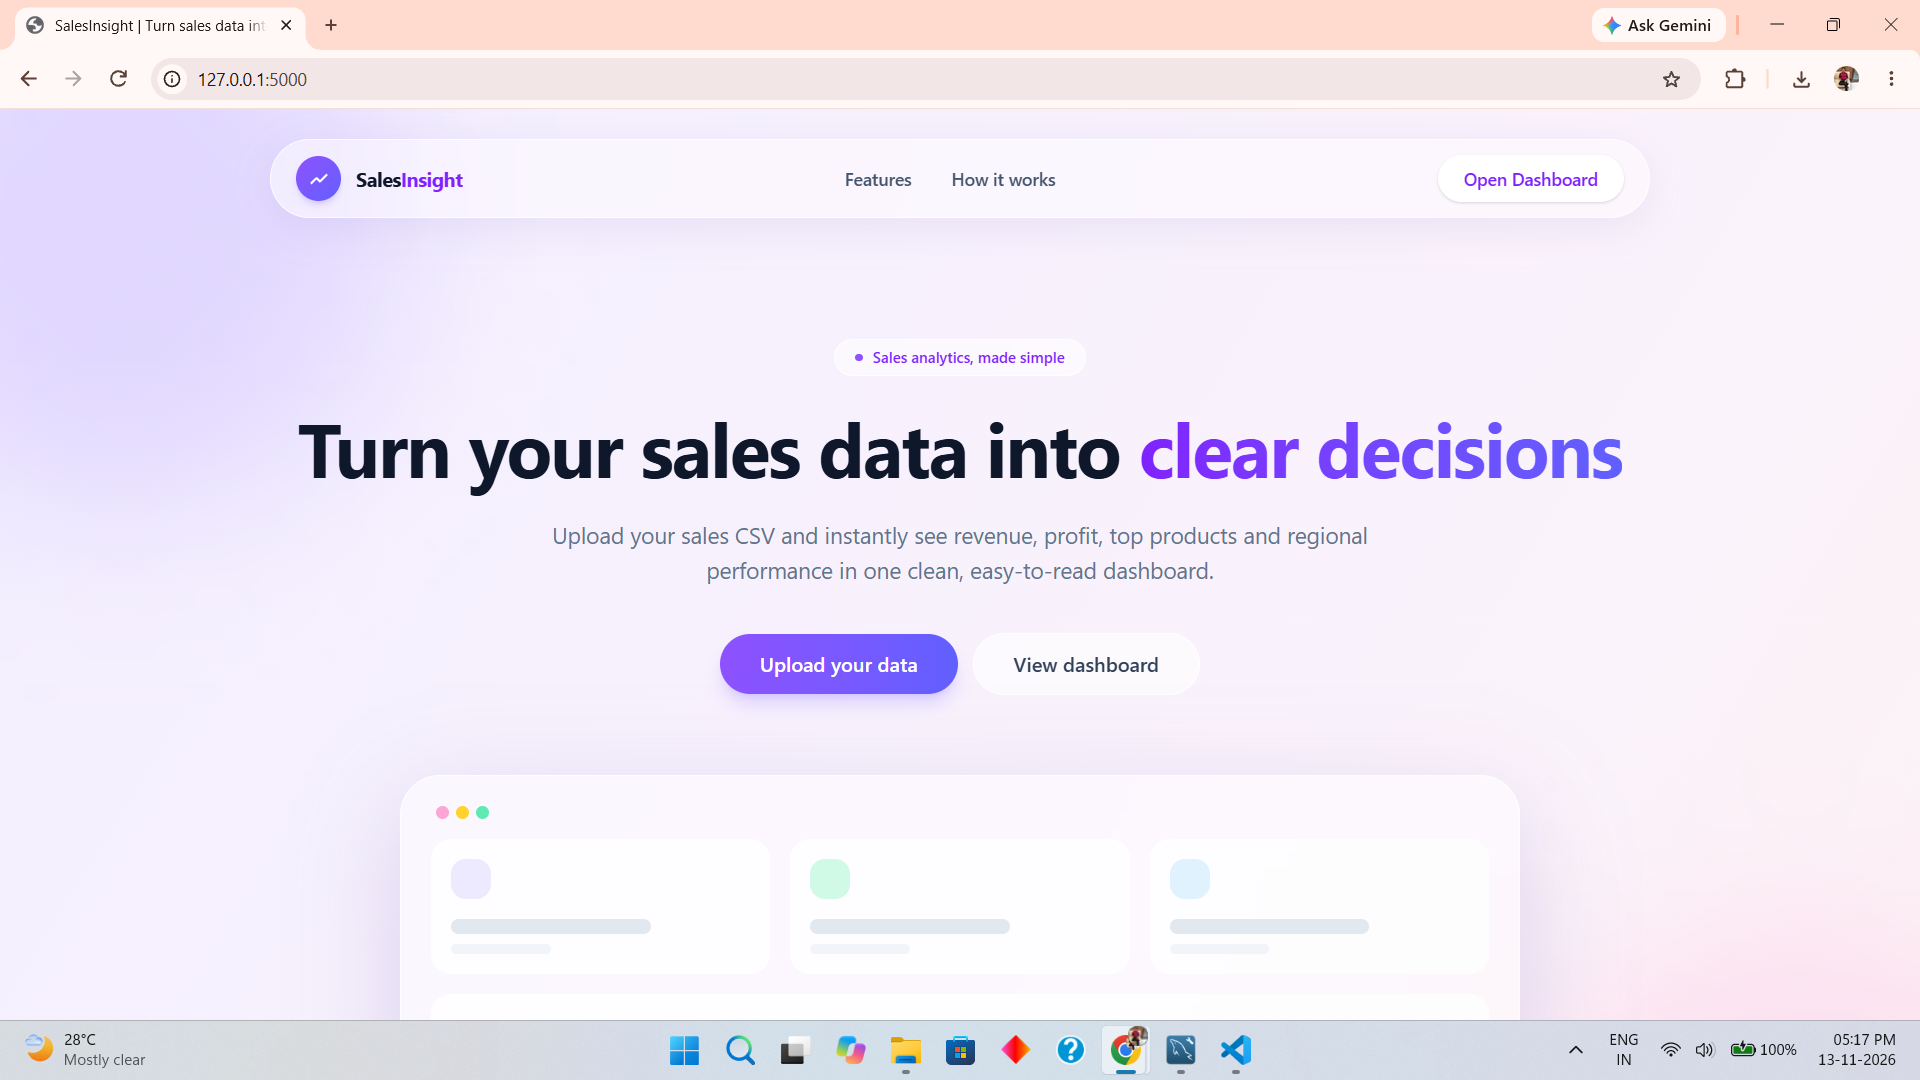 SalesInsight | Turn sales data int
Ask Gemini
127.0.0.1:5000
SalesInsight
Features
How it works
Open Dashboard
Sales analytics, made simple
Turn your sales data into clear decisions
Upload your sales CSV and instantly see revenue, profit, top products and regional
performance in one clean, easy-to-read dashboard.
Upload your data
View dashboard
28°C
Mostly clear
ENG
IN
100%
05:17 PM
13-11-2026